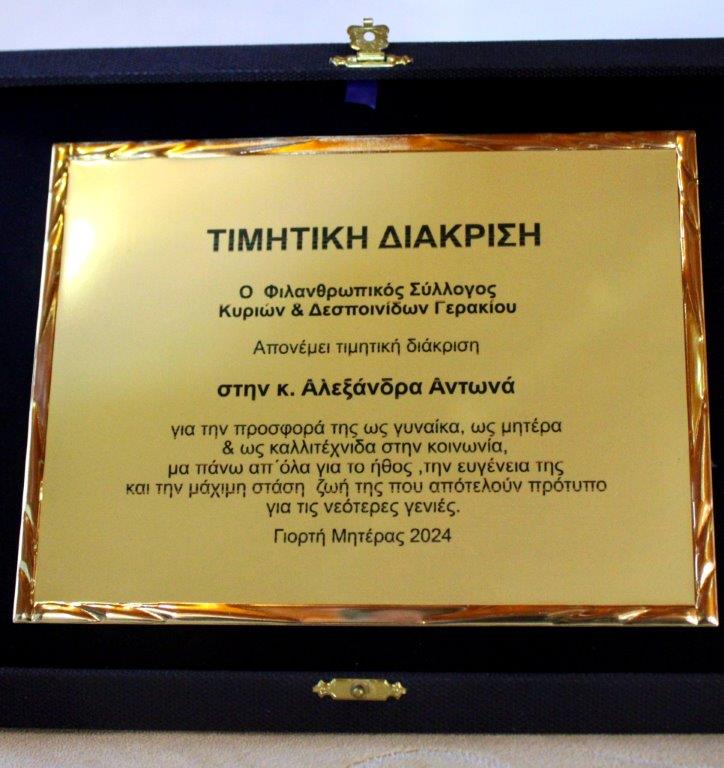 ΤΙΜΗΤΙΚΗ ΔΙΑΚΡΙΣΗ
Ο Φιλανθρωπικός Σύλλογος
Κυριών & Δεσποινίδων Γερακίου
Απονέμει τιμητική διάκριση
στην κ. Αλεξάνδρα Αντωνά
για την προσφορά της ως γυναίκα, ως μητέρα
& ως καλλιτέχνιδα στην κοινωνία,
μα πάνω απ΄όλα για το ήθος ,την ευγένεια της
και την μάχιμη στάση ζωή της που απότελούν πρότυπο
για τις νεότερες γενιές.
Γιορτή Μητέρας 2024